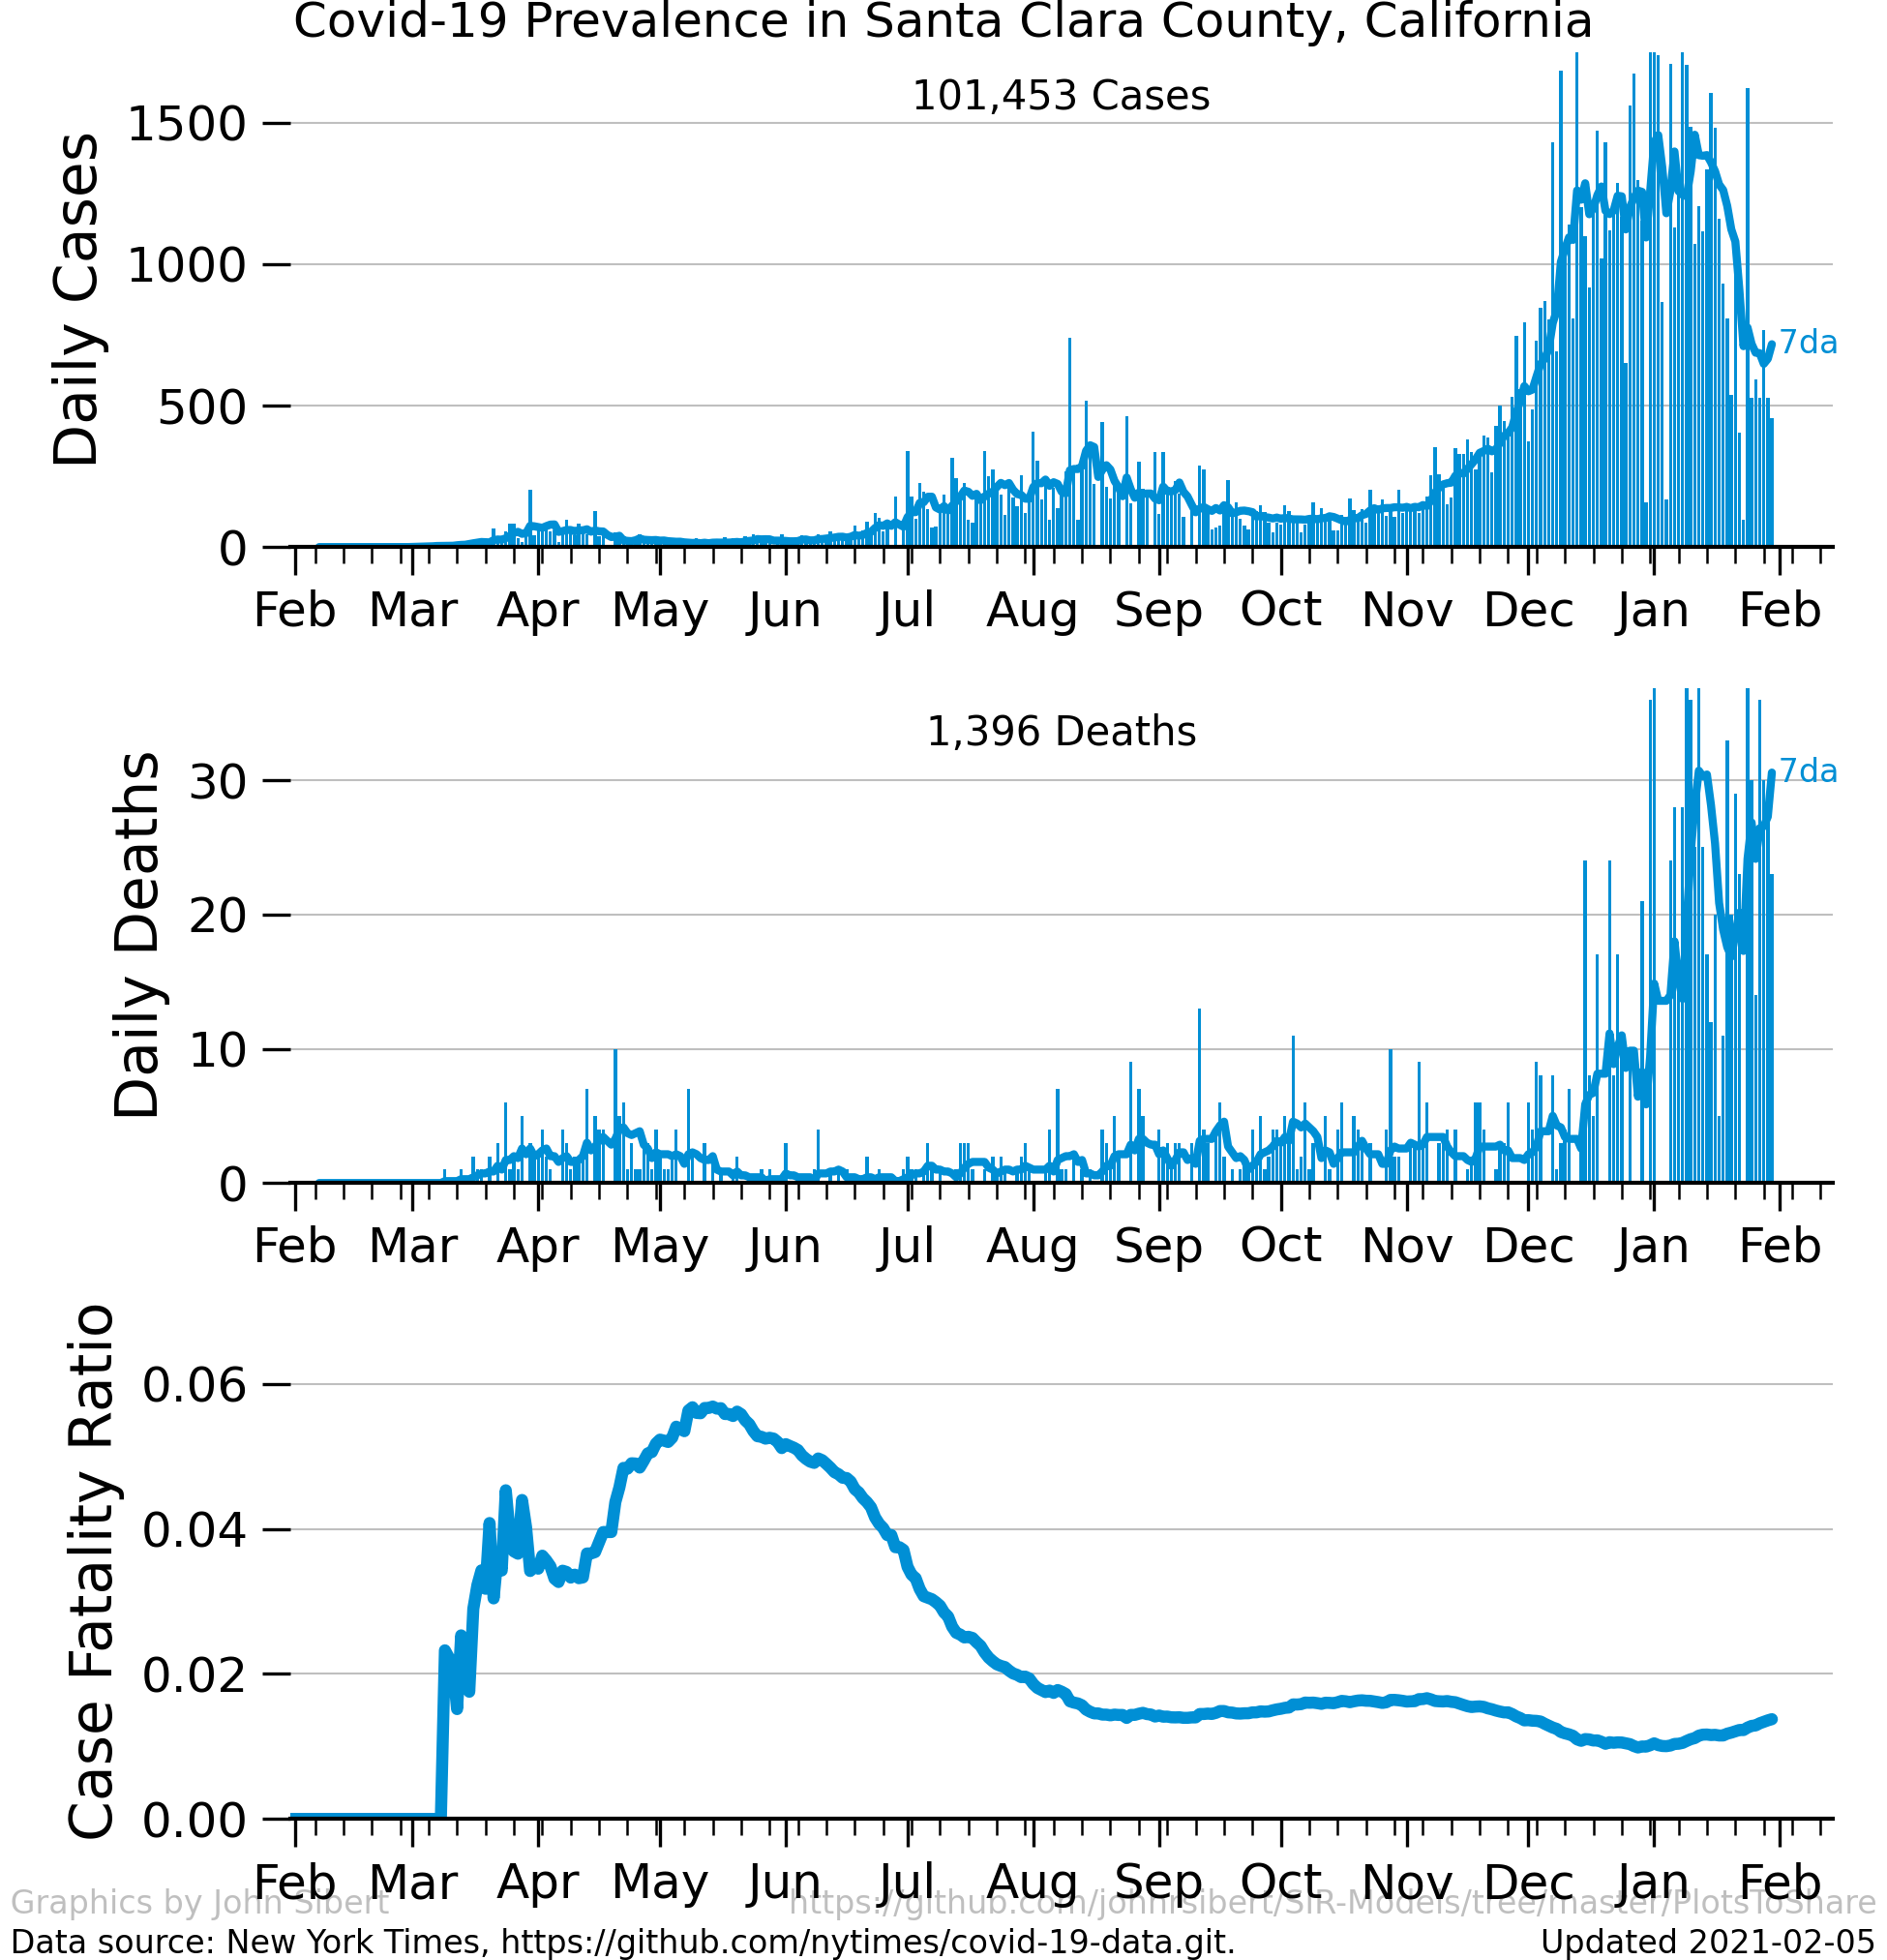 Covid-19 Prevalence in Santa Clara County, California
101,453 Cases
Daily Cases
1500
1000
500
0
7da
Feb Mar Apr May Jun Jul Aug Sep Oct Nov Dec Jan Feb
1,396 Deaths
Daily Deaths
30
20
10
0
7da
Feb Mar Apr May Jun Jul Aug Sep Oct Nov Dec Jan Feb
Case Fatality Ratio
0.06
0.04
0.02
0.00
Feb Mar Apr May Jun Jul Aug Sep Oct Nov Dec Jan Feb
Graphics by John Sibert https://github.com/johnrsibert/SIR-Models/tree/master/PlotsToShare
Data source: New York Times, https://github.com/nytimes/covid-19-data.git. Updated 2021-02-05